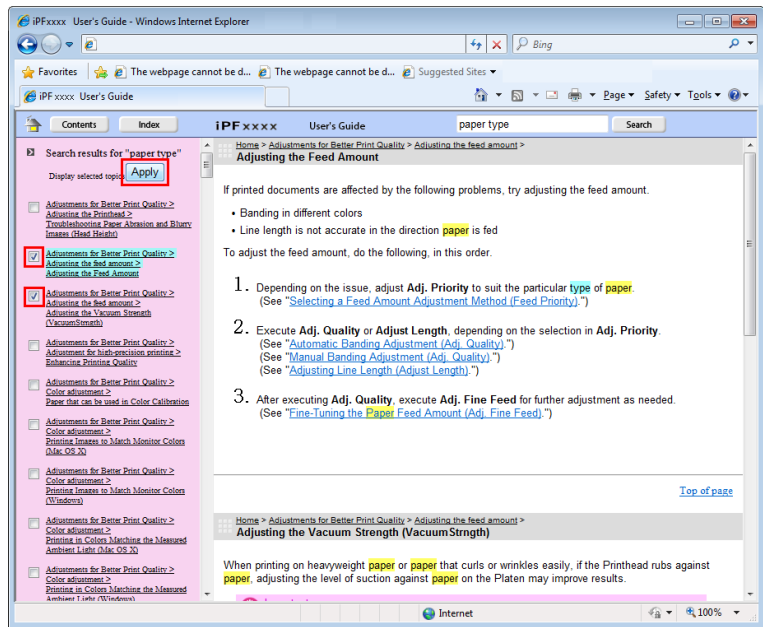 iPFxxxx User's Guide - Windows Internet Explorer
Bing
Favorites The webpage cannot be d... The webpage cannot be d... Suggested Sites
iPF xxxx User's Guide
Page Safety Tools
Contents Index iPF xxxx User's Guide paper type Search
Search results for "paper type"
Display selected topic Apply
Adjustments for Better Print Quality >
Adjusting the Printhead >
Troubleshooting Paper Abrasion and Blurry
Images (Head Height)
Adjustments for Better Print Quality >
Adjusting the feed amount >
Adjusting the Feed Amount
Adjustments for Better Print Quality >
Adjusting the feed amount >
Adjusting the Vacuum Strength
(VacuumStrngth)
Adjustments for Better Print Quality >
Adjustment for high-precision printing >
Enhancing Printing Quality
Adjustments for Better Print Quality >
Color adjustment >
Paper that can be used in Color Calibration
Adjustments for Better Print Quality >
Color adjustment >
Printing Images to Match Monitor Colors
(Mac OS X)
Adjustments for Better Print Quality >
Color adjustment >
Printing Images to Match Monitor Colors
(Windows)
Adjustments for Better Print Quality >
Color adjustment >
Printing in Colors Matching the Measured
Ambient Light (Mac OS X)
Adjustments for Better Print Quality >
Color adjustment >
Printing in Colors Matching the Measured
Ambient Light (Windows)
Home > Adjustments for Better Print Quality > Adjusting the feed amount >
Adjusting the Feed Amount
If printed documents are affected by the following problems, try adjusting the feed amount.
• Banding in different colors
• Line length is not accurate in the direction paper is fed
To adjust the feed amount, do the following, in this order.
1. Depending on the issue, adjust Adj. Priority to suit the particular type of paper.
(See "Selecting a Feed Amount Adjustment Method (Feed Priority).")
2. Execute Adj. Quality or Adjust Length, depending on the selection in Adj. Priority.
(See "Automatic Banding Adjustment (Adj. Quality).")
(See "Manual Banding Adjustment (Adj. Quality).")
(See "Adjusting Line Length (Adjust Length).")
3. After executing Adj. Quality, execute Adj. Fine Feed for further adjustment as needed.
(See "Fine-Tuning the Paper Feed Amount (Adj. Fine Feed).")
Top of page
Home > Adjustments for Better Print Quality > Adjusting the feed amount >
Adjusting the Vacuum Strength (VacuumStrngth)
When printing on heavyweight paper or paper that curls or wrinkles easily, if the Printhead rubs against
paper, adjusting the level of suction against paper on the Platen may improve results.
Internet 100%